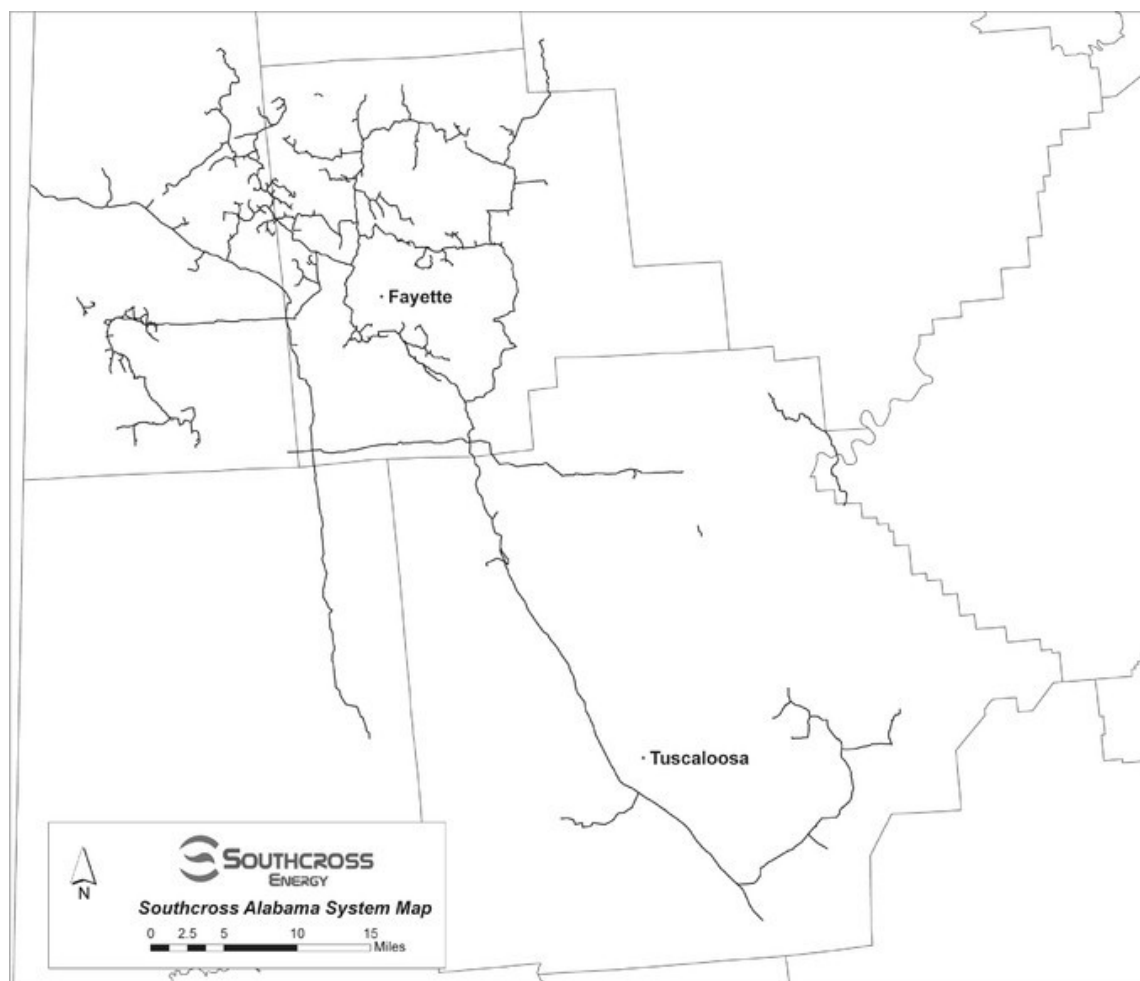 Fayette
Tuscaloosa
SOUTHCROSS
ENERGY
N
Southcross Alabama System Map
0 2.5 5 10 15
Miles